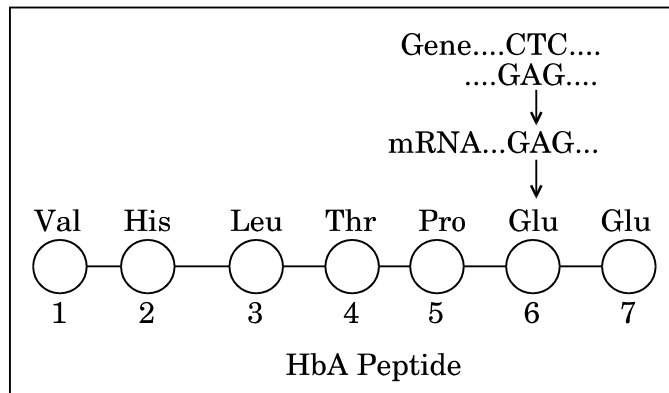 Gene....CTC....
....GAG....
mRNA...GAG...
Val His Leu Thr Pro Glu Glu
1 2 3 4 5 6 7
HbA Peptide